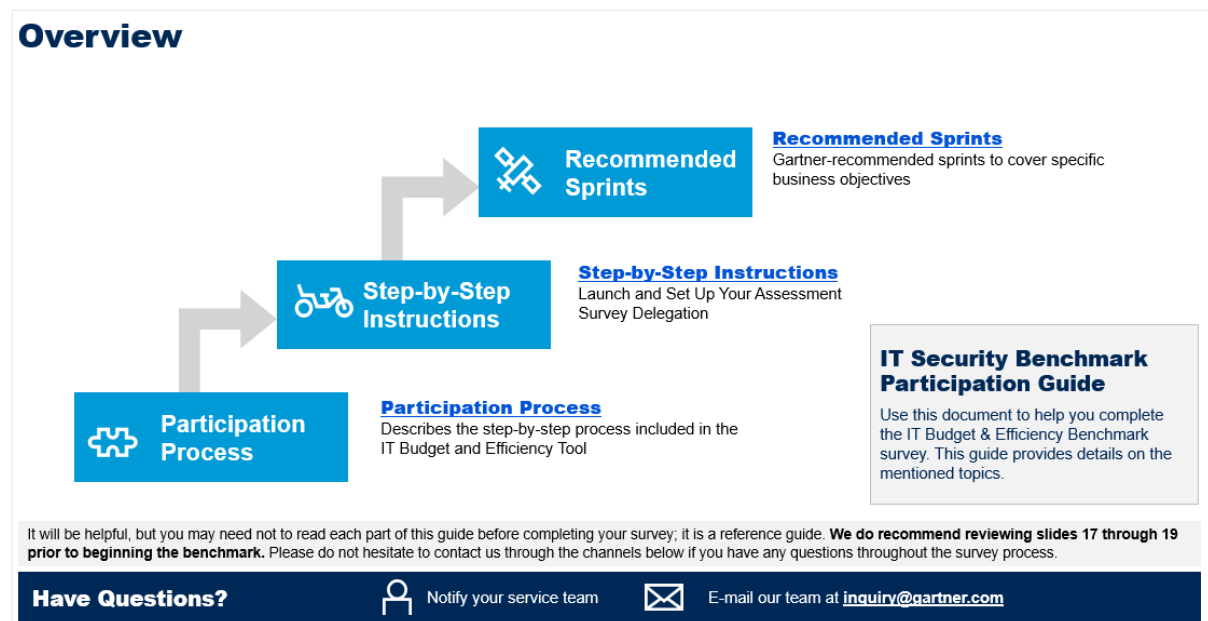 Overview
Recommended
Sprints
Recommended Sprints
Gartner-recommended sprints to cover specific
business objectives
Step-by-Step
Instructions
Step-by-Step Instructions
Launch and Set Up Your Assessment
Survey Delegation
IT Security Benchmark
Participation Guide
Use this document to help you complete
the IT Budget & Efficiency Benchmark
survey. This guide provides details on the
mentioned topics.
Participation
Process
Participation Process
Describes the step-by-step process included in the
IT Budget and Efficiency Tool
It will be helpful, but you may need not to read each part of this guide before completing your survey; it is a reference guide. We do recommend reviewing slides 17 through 19
prior to beginning the benchmark. Please do not hesitate to contact us through the channels below if you have any questions throughout the survey process.
Have Questions?
Notify your service team
E-mail our team at inquiry@gartner.com